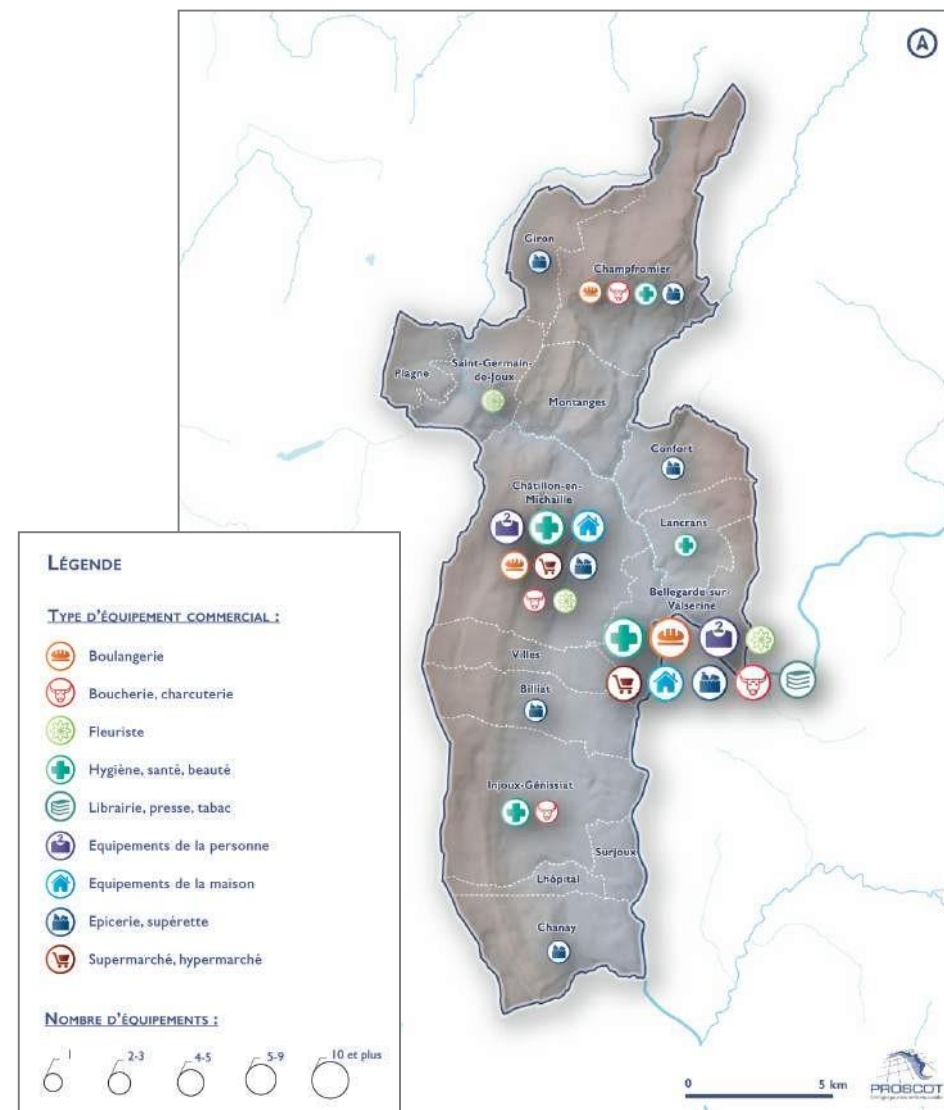 A
Giron
Champfromier
Saint-Germain-
de-Joux
Plagne
Montanges
Confort
Châtillon-en-
Michaille
2
Lancrans
Bellegarde-sur-
Valserine
2
Villes
Billiat
Injoux-Génissiat
Surjoux
Lhôpital
Chanay
LÉGENDE
TYPE D'ÉQUIPEMENT COMMERCIAL :
Boulangerie
Boucherie, charcuterie
Fleuriste
Hygiène, santé, beauté
Librairie, presse, tabac
2
Equipements de la personne
Equipements de la maison
Epicerie, supérette
Supermarché, hypermarché
NOMBRE D'ÉQUIPEMENTS :
1 2-3 4-5 5-9 10 et plus
0 5 km
PROSCOT